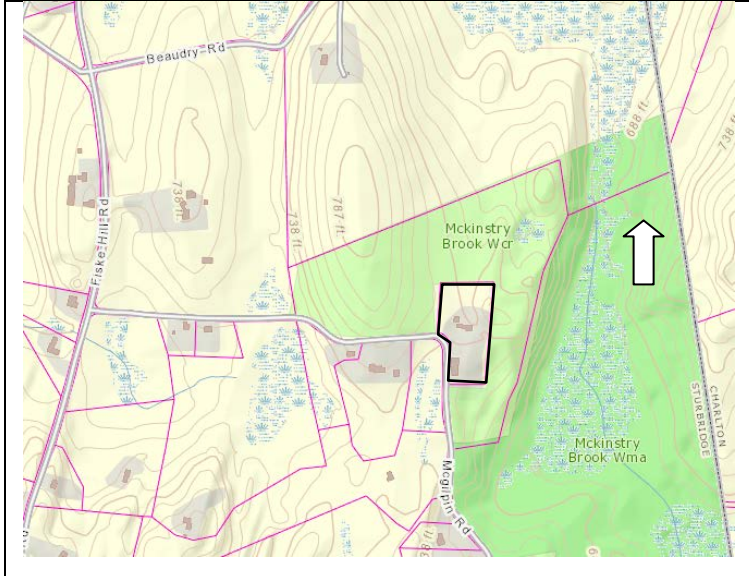 Beaudry Rd
688 ft.
738 ft
738 ft
Fiske Hill Rd
738 ft.
787 ft
Mckinstry
Brook Wcr
CHARLTON
STURBRIDGE
Mckinstry
Brook Wma
Mcgilpin Rd